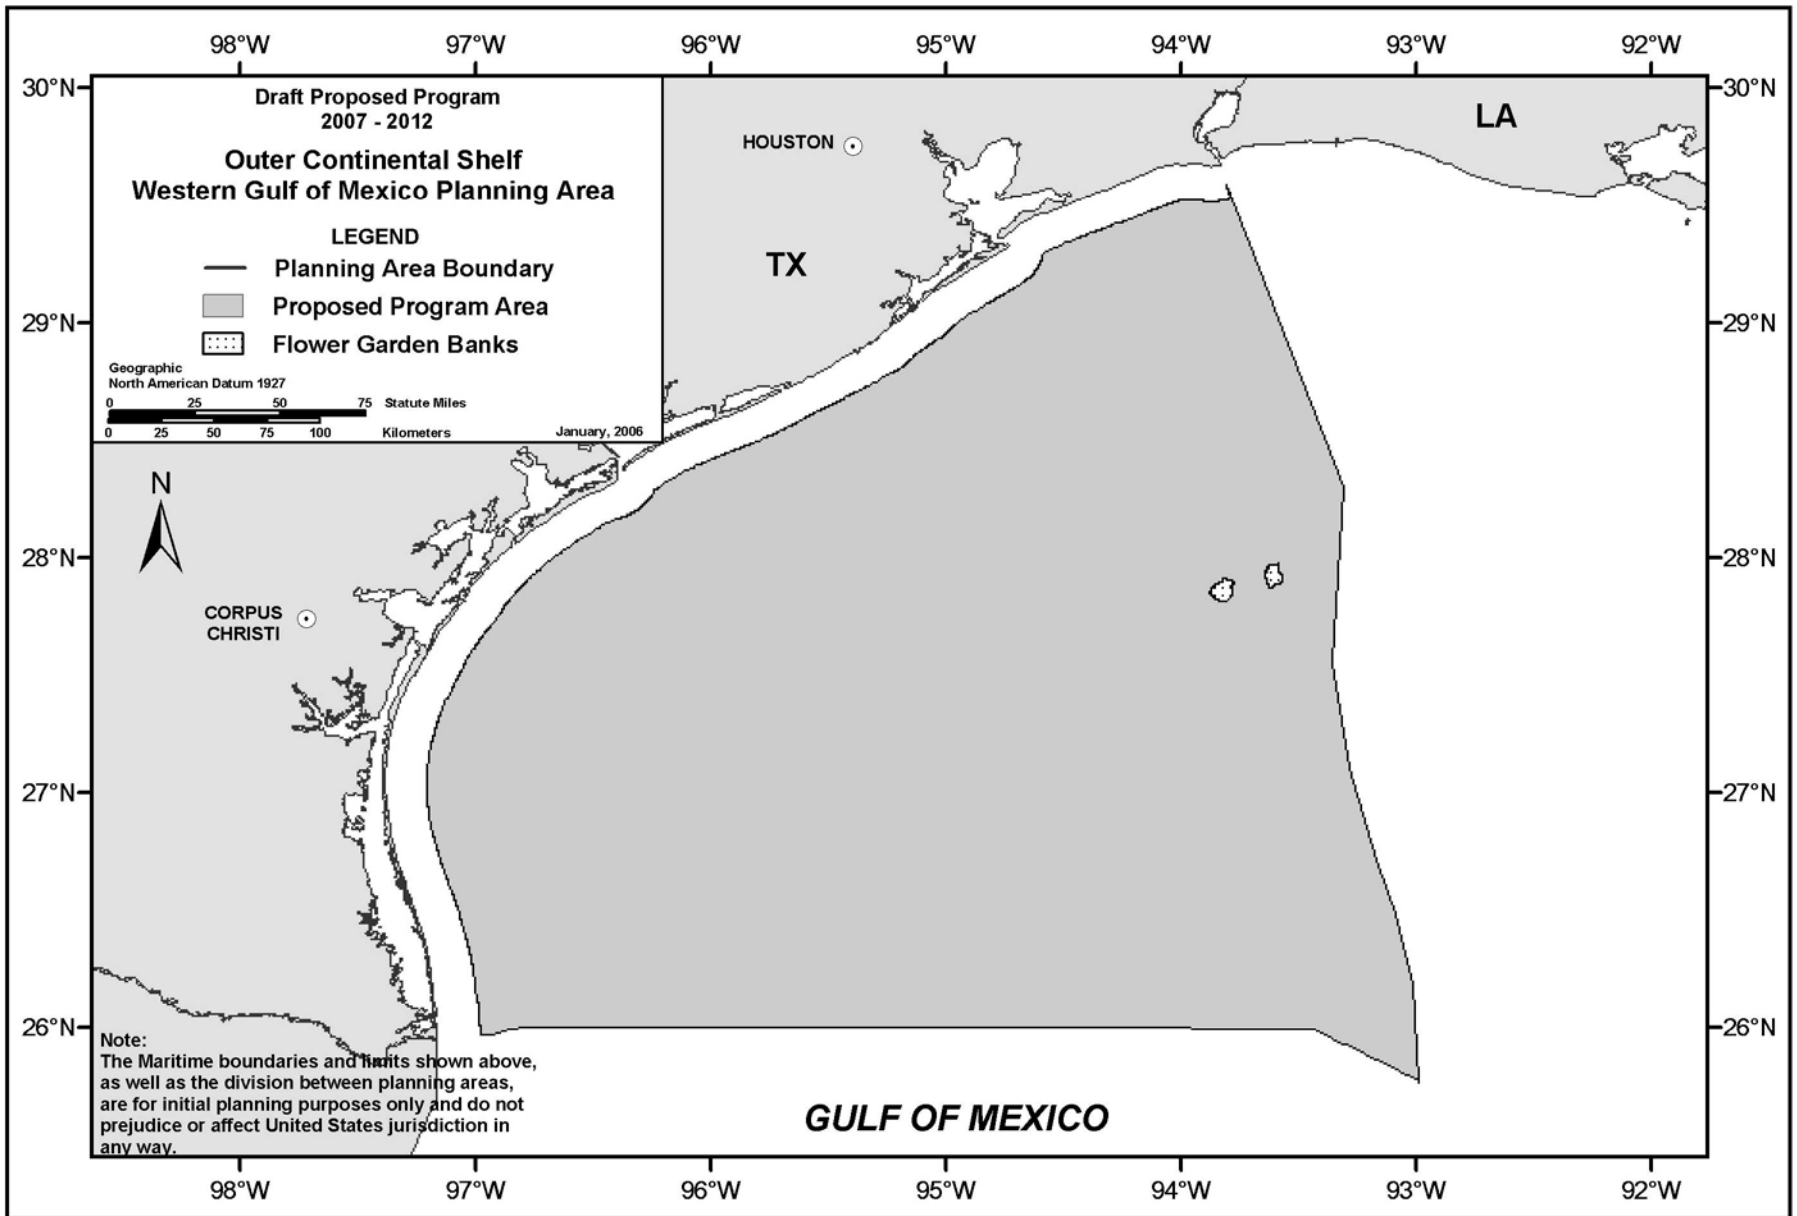 98°W 97°W 96°W 95°W 94°W 93°W 92°W
30°N 30°N
Draft Proposed Program
2007 - 2012
Outer Continental Shelf
Western Gulf of Mexico Planning Area
LEGEND
Planning Area Boundary
Proposed Program Area
Flower Garden Banks
Geographic
North American Datum 1927
0 25 50 75 Statute Miles
0 25 50 75 100 Kilometers
January, 2006
HOUSTON
LA
TX
29°N 29°N
N
28°N 28°N
CORPUS
CHRISTI
27°N 27°N
26°N 26°N
Note:
The Maritime boundaries and limits shown above,
as well as the division between planning areas,
are for initial planning purposes only and do not
prejudice or affect United States jurisdiction in
any way.
GULF OF MEXICO
98°W 97°W 96°W 95°W 94°W 93°W 92°W